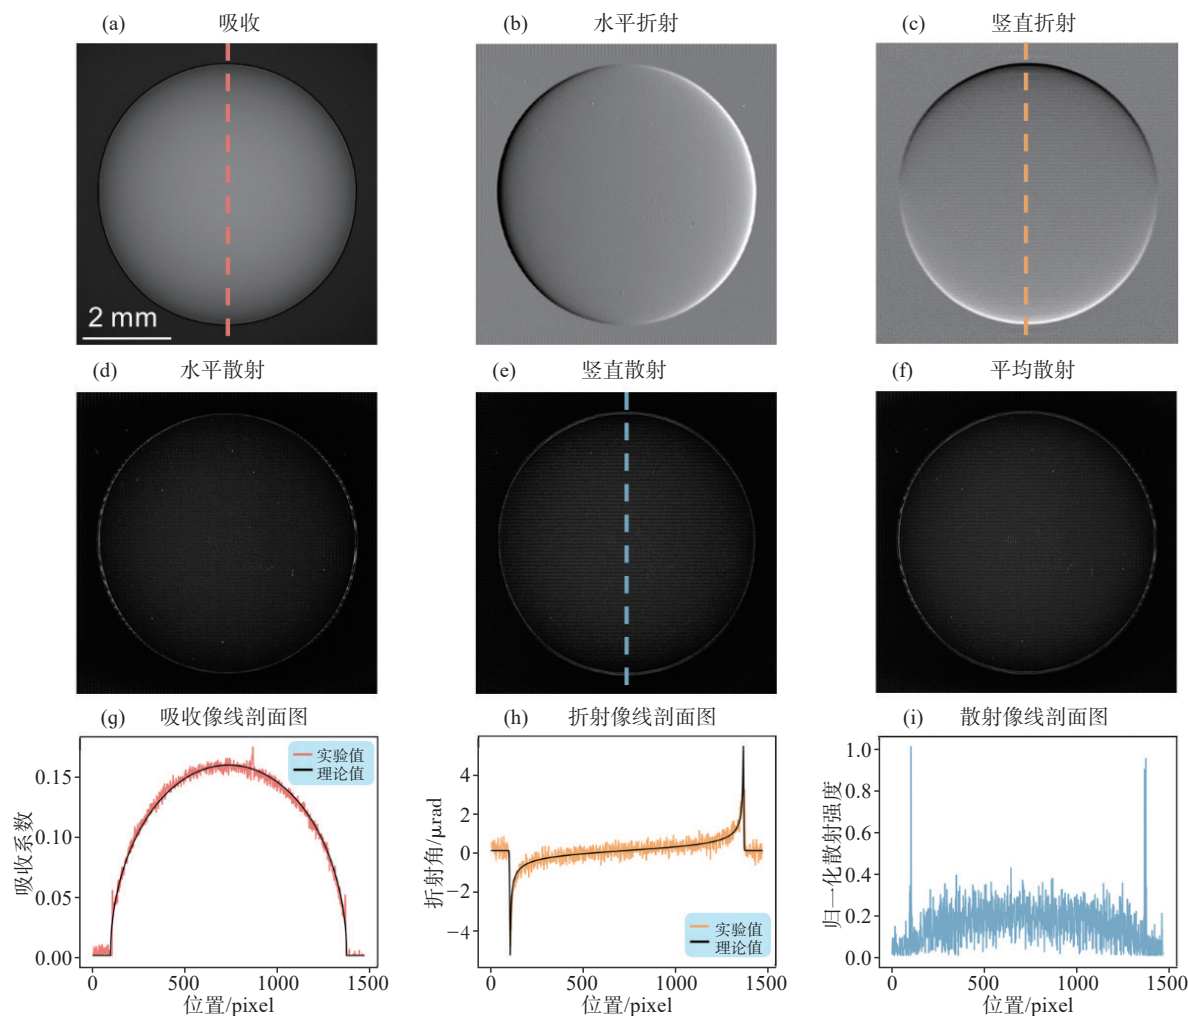 (a) 吸收
(b) 水平折射
(c) 竖直折射
2 mm
(d) 水平散射
(e) 竖直散射
(f) 平均散射
(g) 吸收像线剖面图
(h) 折射像线剖面图
(i) 散射像线剖面图
吸收系数
0.15
0.10
0.05
0.00
实验值
理论值
0 500 1000 1500
位置/pixel
折射角/μrad
4
2
0
−2
−4
实验值
理论值
0 500 1000 1500
位置/pixel
归一化散射强度
1.0
0.8
0.6
0.4
0.2
0.0
0 500 1000 1500
位置/pixel